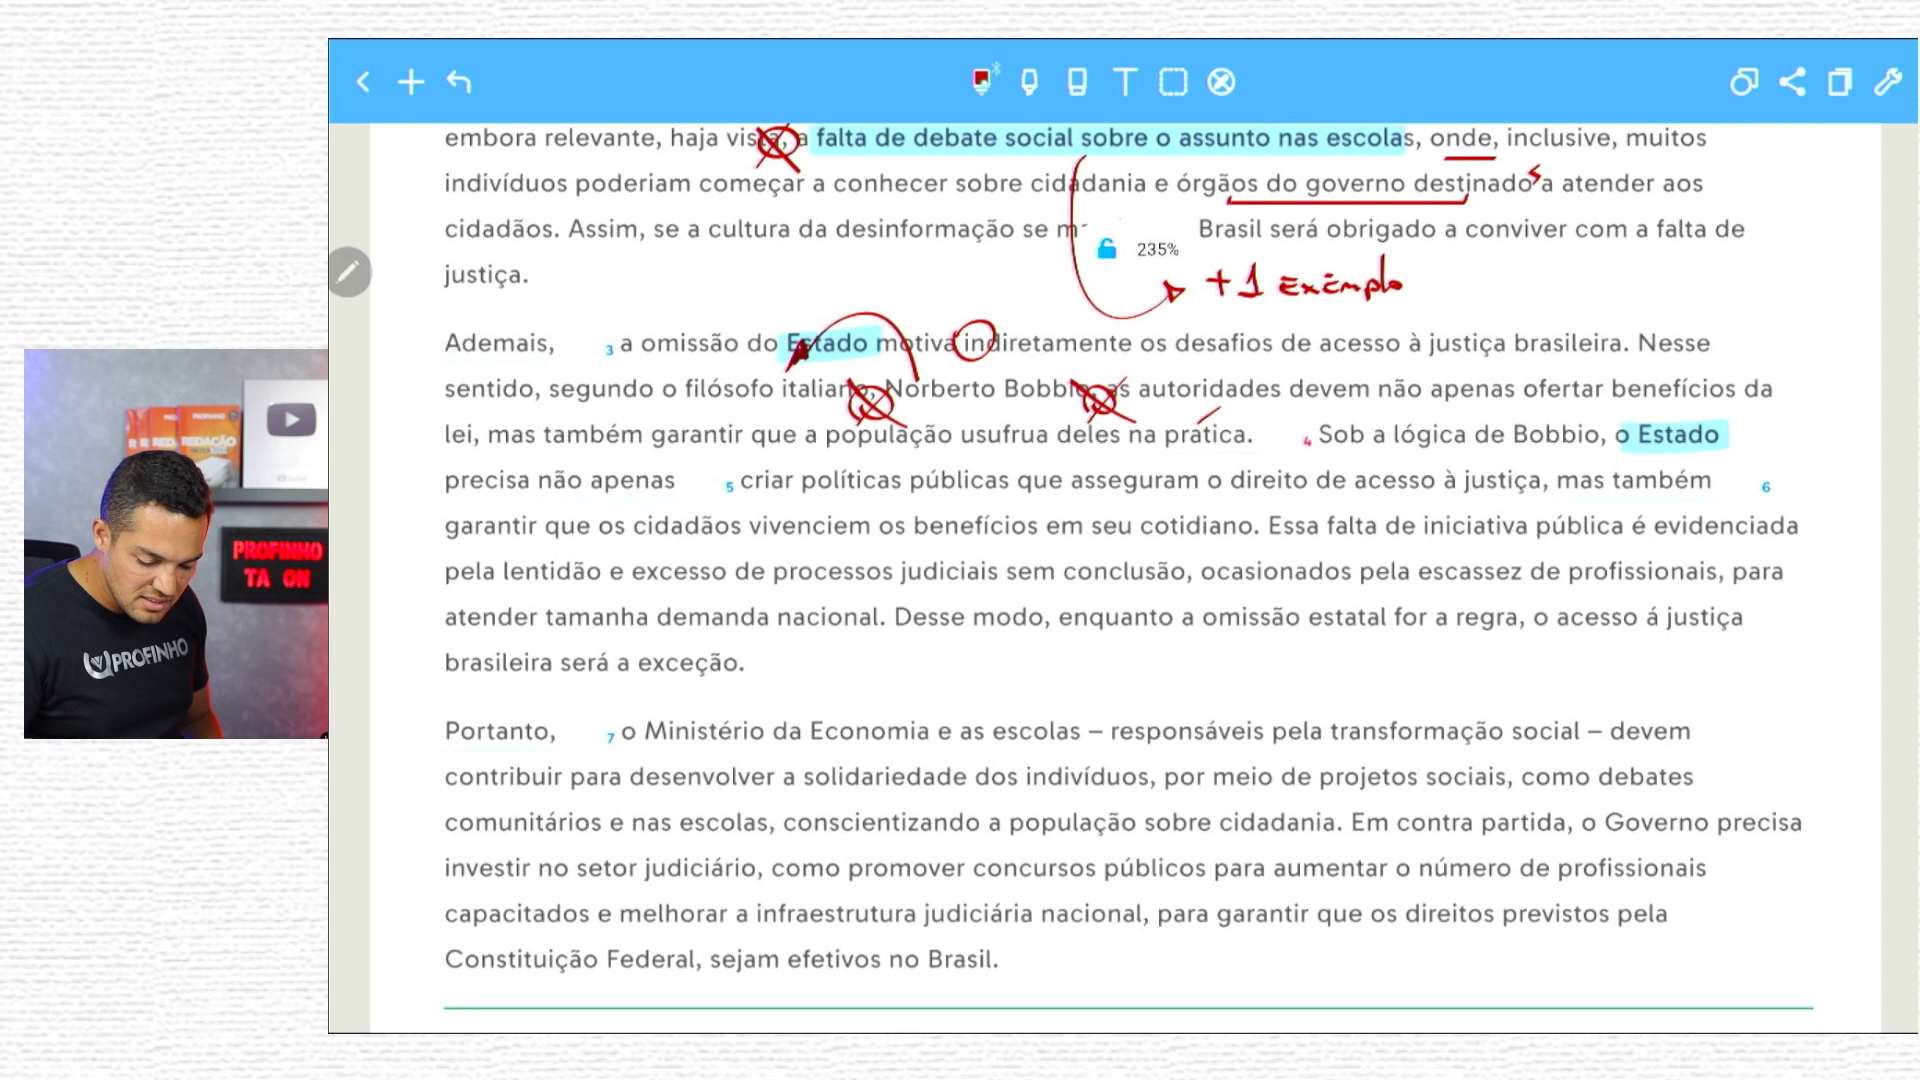 embora relevante, haja vista, a falta de debate social sobre o assunto nas escolas, onde, inclusive, muitos
indivíduos poderiam começar a conhecer sobre cidadania e órgãos do governo destinados a atender aos
cidadãos. Assim, se a cultura da desinformação se Brasil será obrigado a conviver com a falta de
235%
justiça.
+1 Exemplo
Ademais, 3 a omissão do Estado motiva indiretamente os desafios de acesso à justiça brasileira. Nesse
sentido, segundo o filósofo italiano, Norberto Bobbio, as autoridades devem não apenas ofertar benefícios da
lei, mas também garantir que a população usufrua deles na prática. 4 Sob a lógica de Bobbio, o Estado
precisa não apenas 5 criar políticas públicas que asseguram o direito de acesso à justiça, mas também 6
garantir que os cidadãos vivenciem os benefícios em seu cotidiano. Essa falta de iniciativa pública é evidenciada
pela lentidão e excesso de processos judiciais sem conclusão, ocasionados pela escassez de profissionais, para
atender tamanha demanda nacional. Desse modo, enquanto a omissão estatal for a regra, o acesso á justiça
brasileira será a exceção.
Portanto, 7 o Ministério da Economia e as escolas – responsáveis pela transformação social – devem
contribuir para desenvolver a solidariedade dos indivíduos, por meio de projetos sociais, como debates
comunitários e nas escolas, conscientizando a população sobre cidadania. Em contra partida, o Governo precisa
investir no setor judiciário, como promover concursos públicos para aumentar o número de profissionais
capacitados e melhorar a infraestrutura judiciária nacional, para garantir que os direitos previstos pela
Constituição Federal, sejam efetivos no Brasil.
REDAÇÃO
PROFINHO
TA ON
PROFINHO